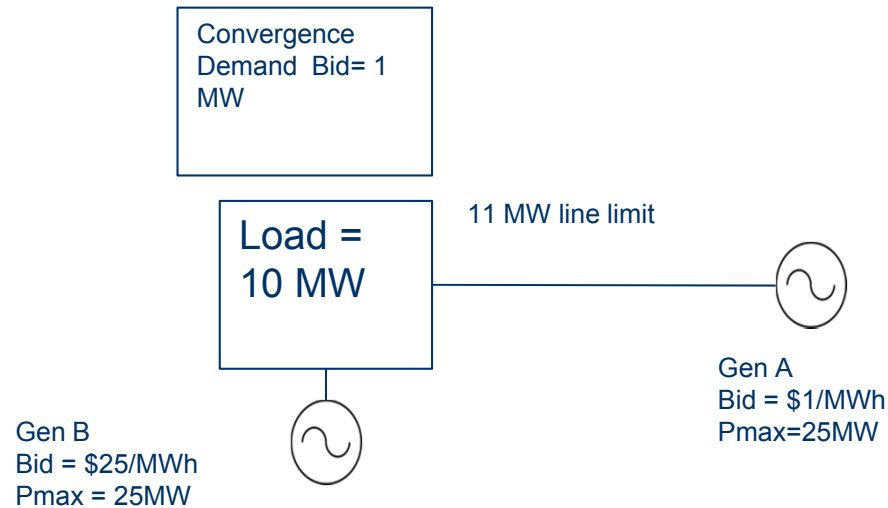 Convergence
Demand  Bid= 1
MW
Load =
10 MW
11 MW line limit
Gen A
Bid = $1/MWh
Pmax=25MW
Gen B
Bid = $25/MWh
Pmax = 25MW